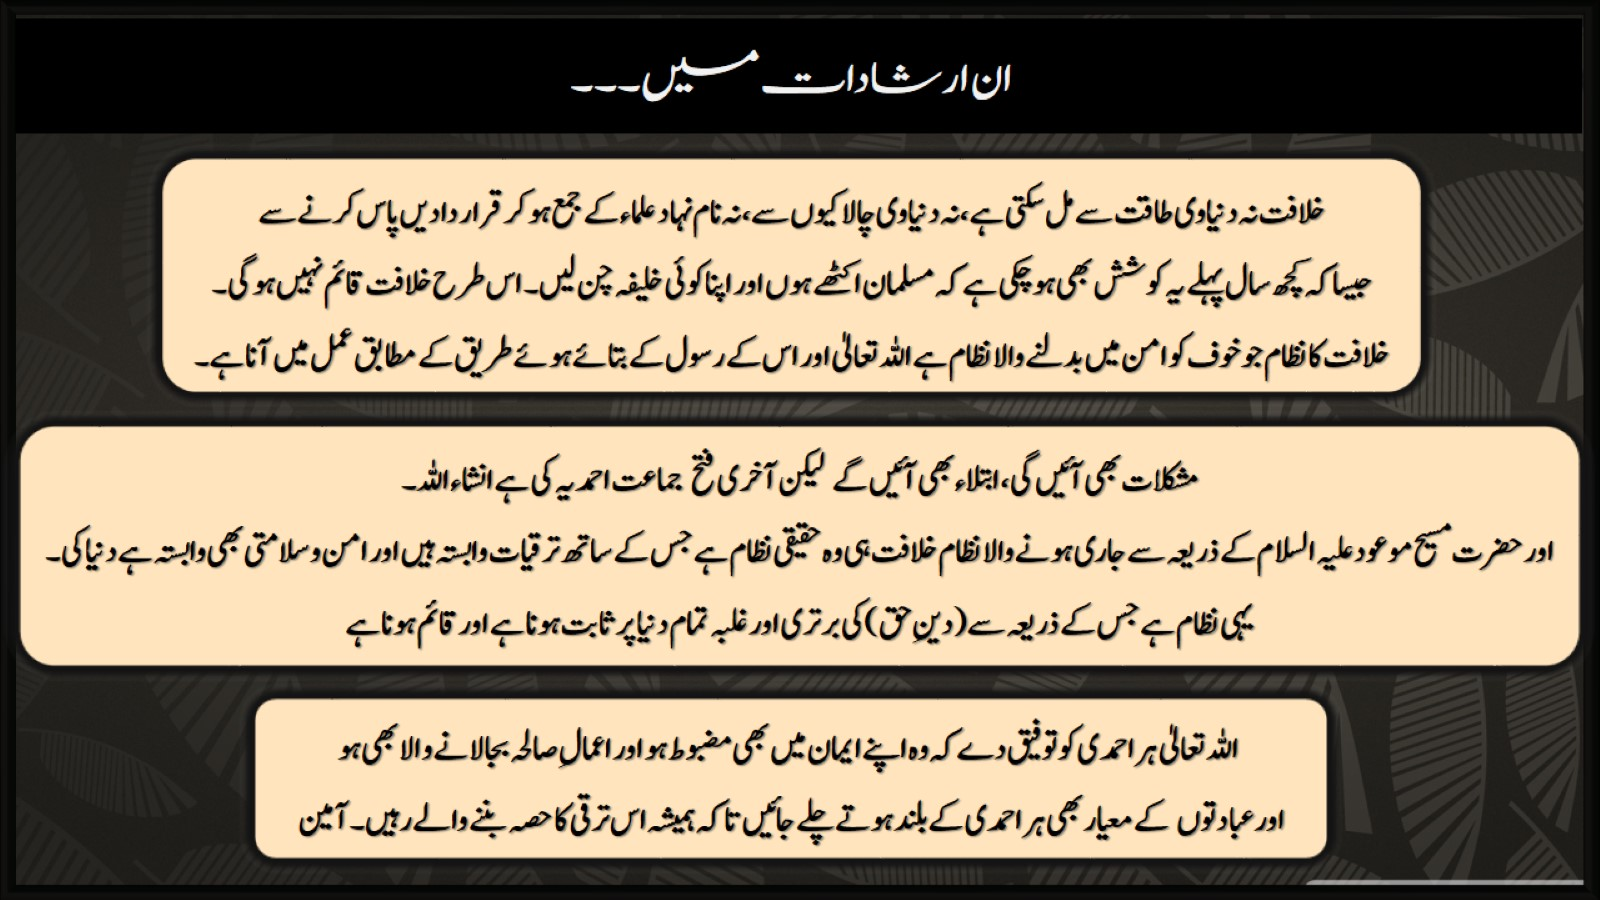 ان ارشادات میں۔۔۔
خلافت نہ دنیاوی طاقت سے مل سکتی ہے، نہ دنیاوی چالاکیوں سے، نہ نام نہاد علماء کے جمع ہو کر قرار دادیں پاس کرنے سے
جیسا کہ کچھ سال پہلے یہ کوشش بھی ہو چکی ہے کہ مسلمان اکٹھے ہوں اور اپنا کوئی خلیفہ چن لیں۔ اس طرح خلافت قائم نہیں ہو گی۔
خلافت کا نظام جو خوف کو امن میں بدلنے والا نظام ہے اللہ تعالیٰ اور اس کے رسول کے بتائے ہوئے طریق کے مطابق عمل میں آنا ہے۔
مشکلات بھی آئیں گی، ابتلاء بھی آئیں گے لیکن آخری فتح جماعت احمدیہ کی ہے انشاء اللہ۔
اور حضرت مسیح موعود علیہ السلام کے ذریعہ سے جاری ہونے والا نظام خلافت ہی وہ حقیقی نظام ہے جس کے ساتھ ترقیات وابستہ ہیں اور امن و سلامتی بھی وابستہ ہے دنیا کی۔
یہی نظام ہے جس کے ذریعہ سے (دینِ حق) کی برتری اور غلبہ تمام دنیا پر ثابت ہونا ہے اور قائم ہونا ہے
اللہ تعالیٰ ہر احمدی کو توفیق دے کہ وہ اپنے ایمان میں بھی مضبوط ہو اور اعمالِ صالحہ بجالانے والا بھی ہو
اور عبادتوں کے معیار بھی ہر احمدی کے بلند ہوتے چلے جائیں تا کہ ہمیشہ اس ترقی کا حصہ بننے والے رہیں۔ آمین